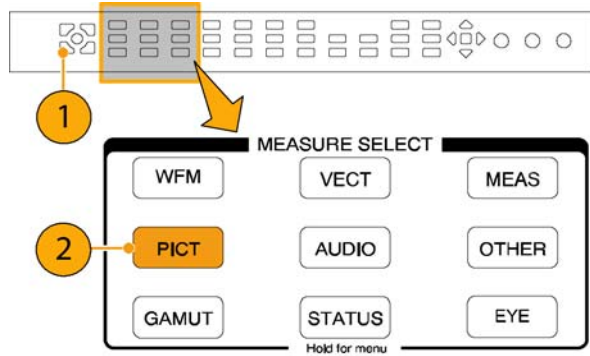 1
MEASURE SELECT
WFM VECT MEAS
2
PICT AUDIO OTHER
GAMUT STATUS EYE
Hold for menu